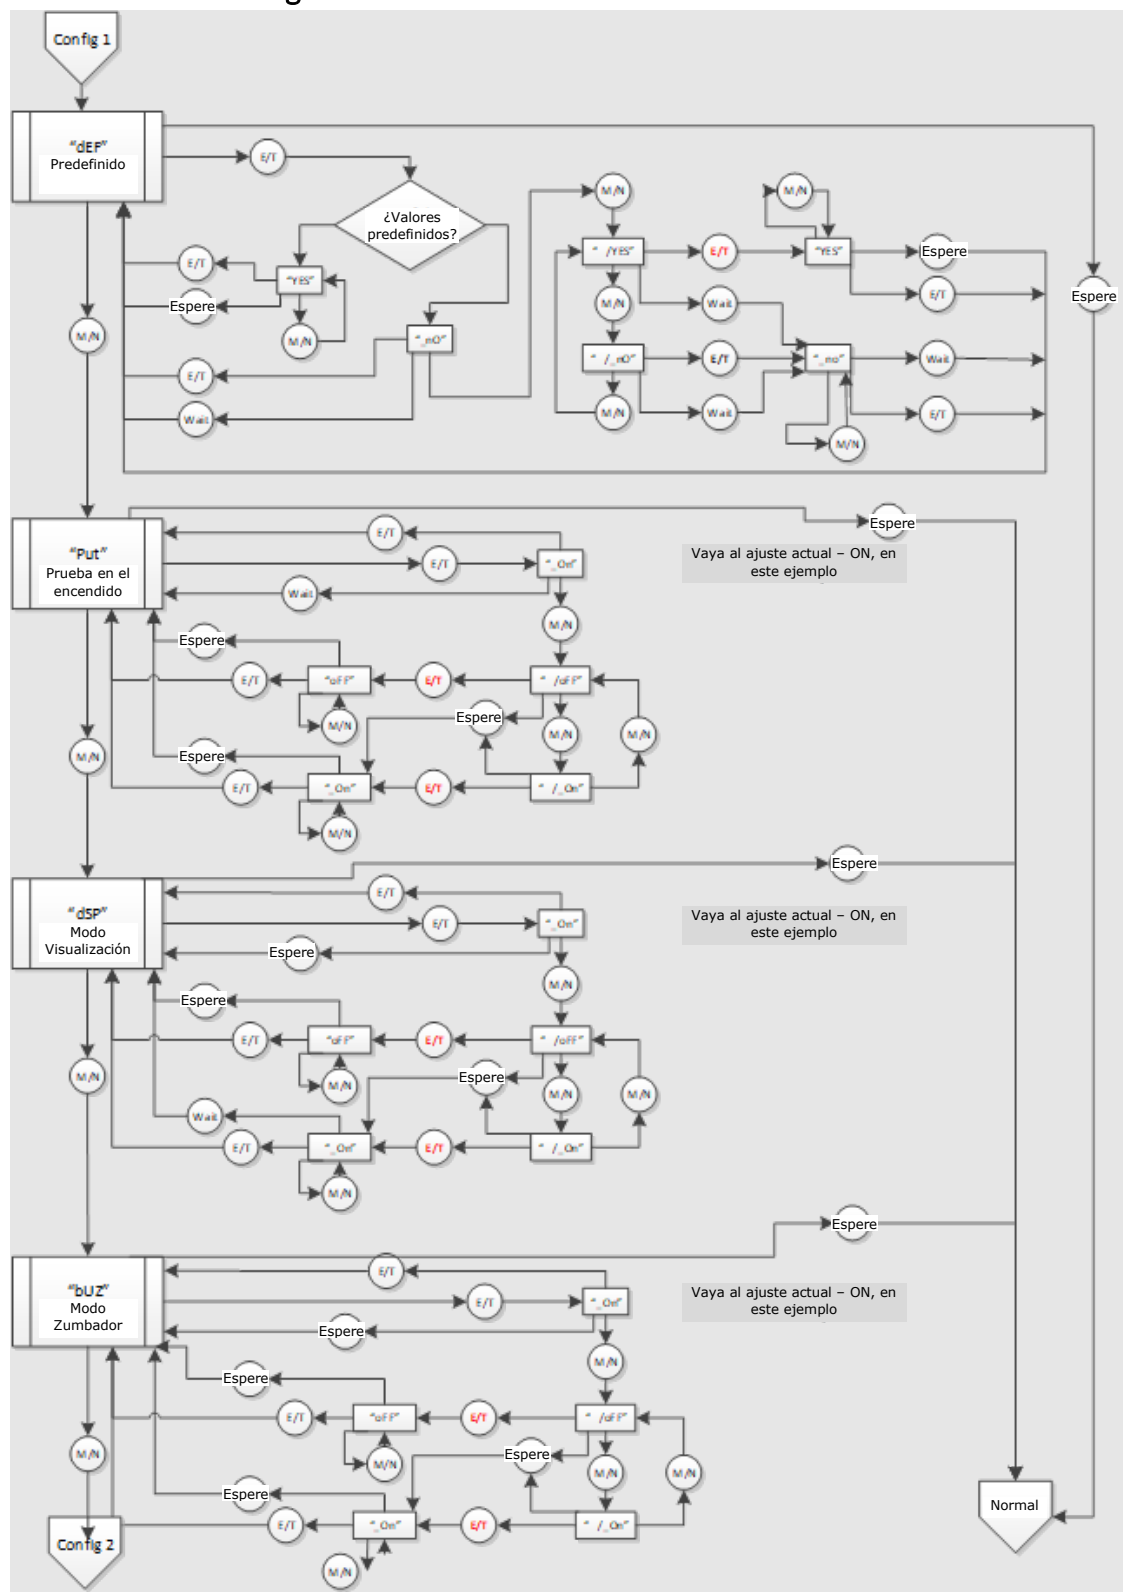 Config 1
"dEF"
Predefinido
E/T
¿Valores
predefinidos?
M/N
M/N
E/T
"YES"
" /YES"
E/T
"YES"
Espere
Espere
M/N
M/N
Wait
E/T
Espere
M/N
"_nO"
" /_nO"
E/T
"_no"
Wait
E/T
Wait
M/N
Wait
E/T
M/N
"Put"
Prueba en el
encendido
E/T
Espere
E/T
"_On"
Vaya al ajuste actual – ON, en
este ejemplo
Wait
M/N
Espere
E/T
"oFF"
E/T
" /oFF"
M/N
Espere
M/N
M/N
M/N
Espere
E/T
"_On"
E/T
" /_On"
M/N
Espere
"dSP"
Modo
Visualización
E/T
E/T
"_On"
Vaya al ajuste actual – ON, en
este ejemplo
Espere
M/N
Espere
E/T
"oFF"
E/T
" /oFF"
M/N
Espere
M/N
M/N
M/N
Wait
E/T
"_On"
E/T
" /_On"
M/N
Espere
"bUZ"
Modo
Zumbador
E/T
E/T
"_On"
Vaya al ajuste actual – ON, en
este ejemplo
Espere
M/N
Espere
E/T
"oFF"
E/T
" /oFF"
M/N
M/N
Espere
M/N
M/N
Espere
Normal
E/T
"_On"
E/T
" /_On"
Config 2
M/N